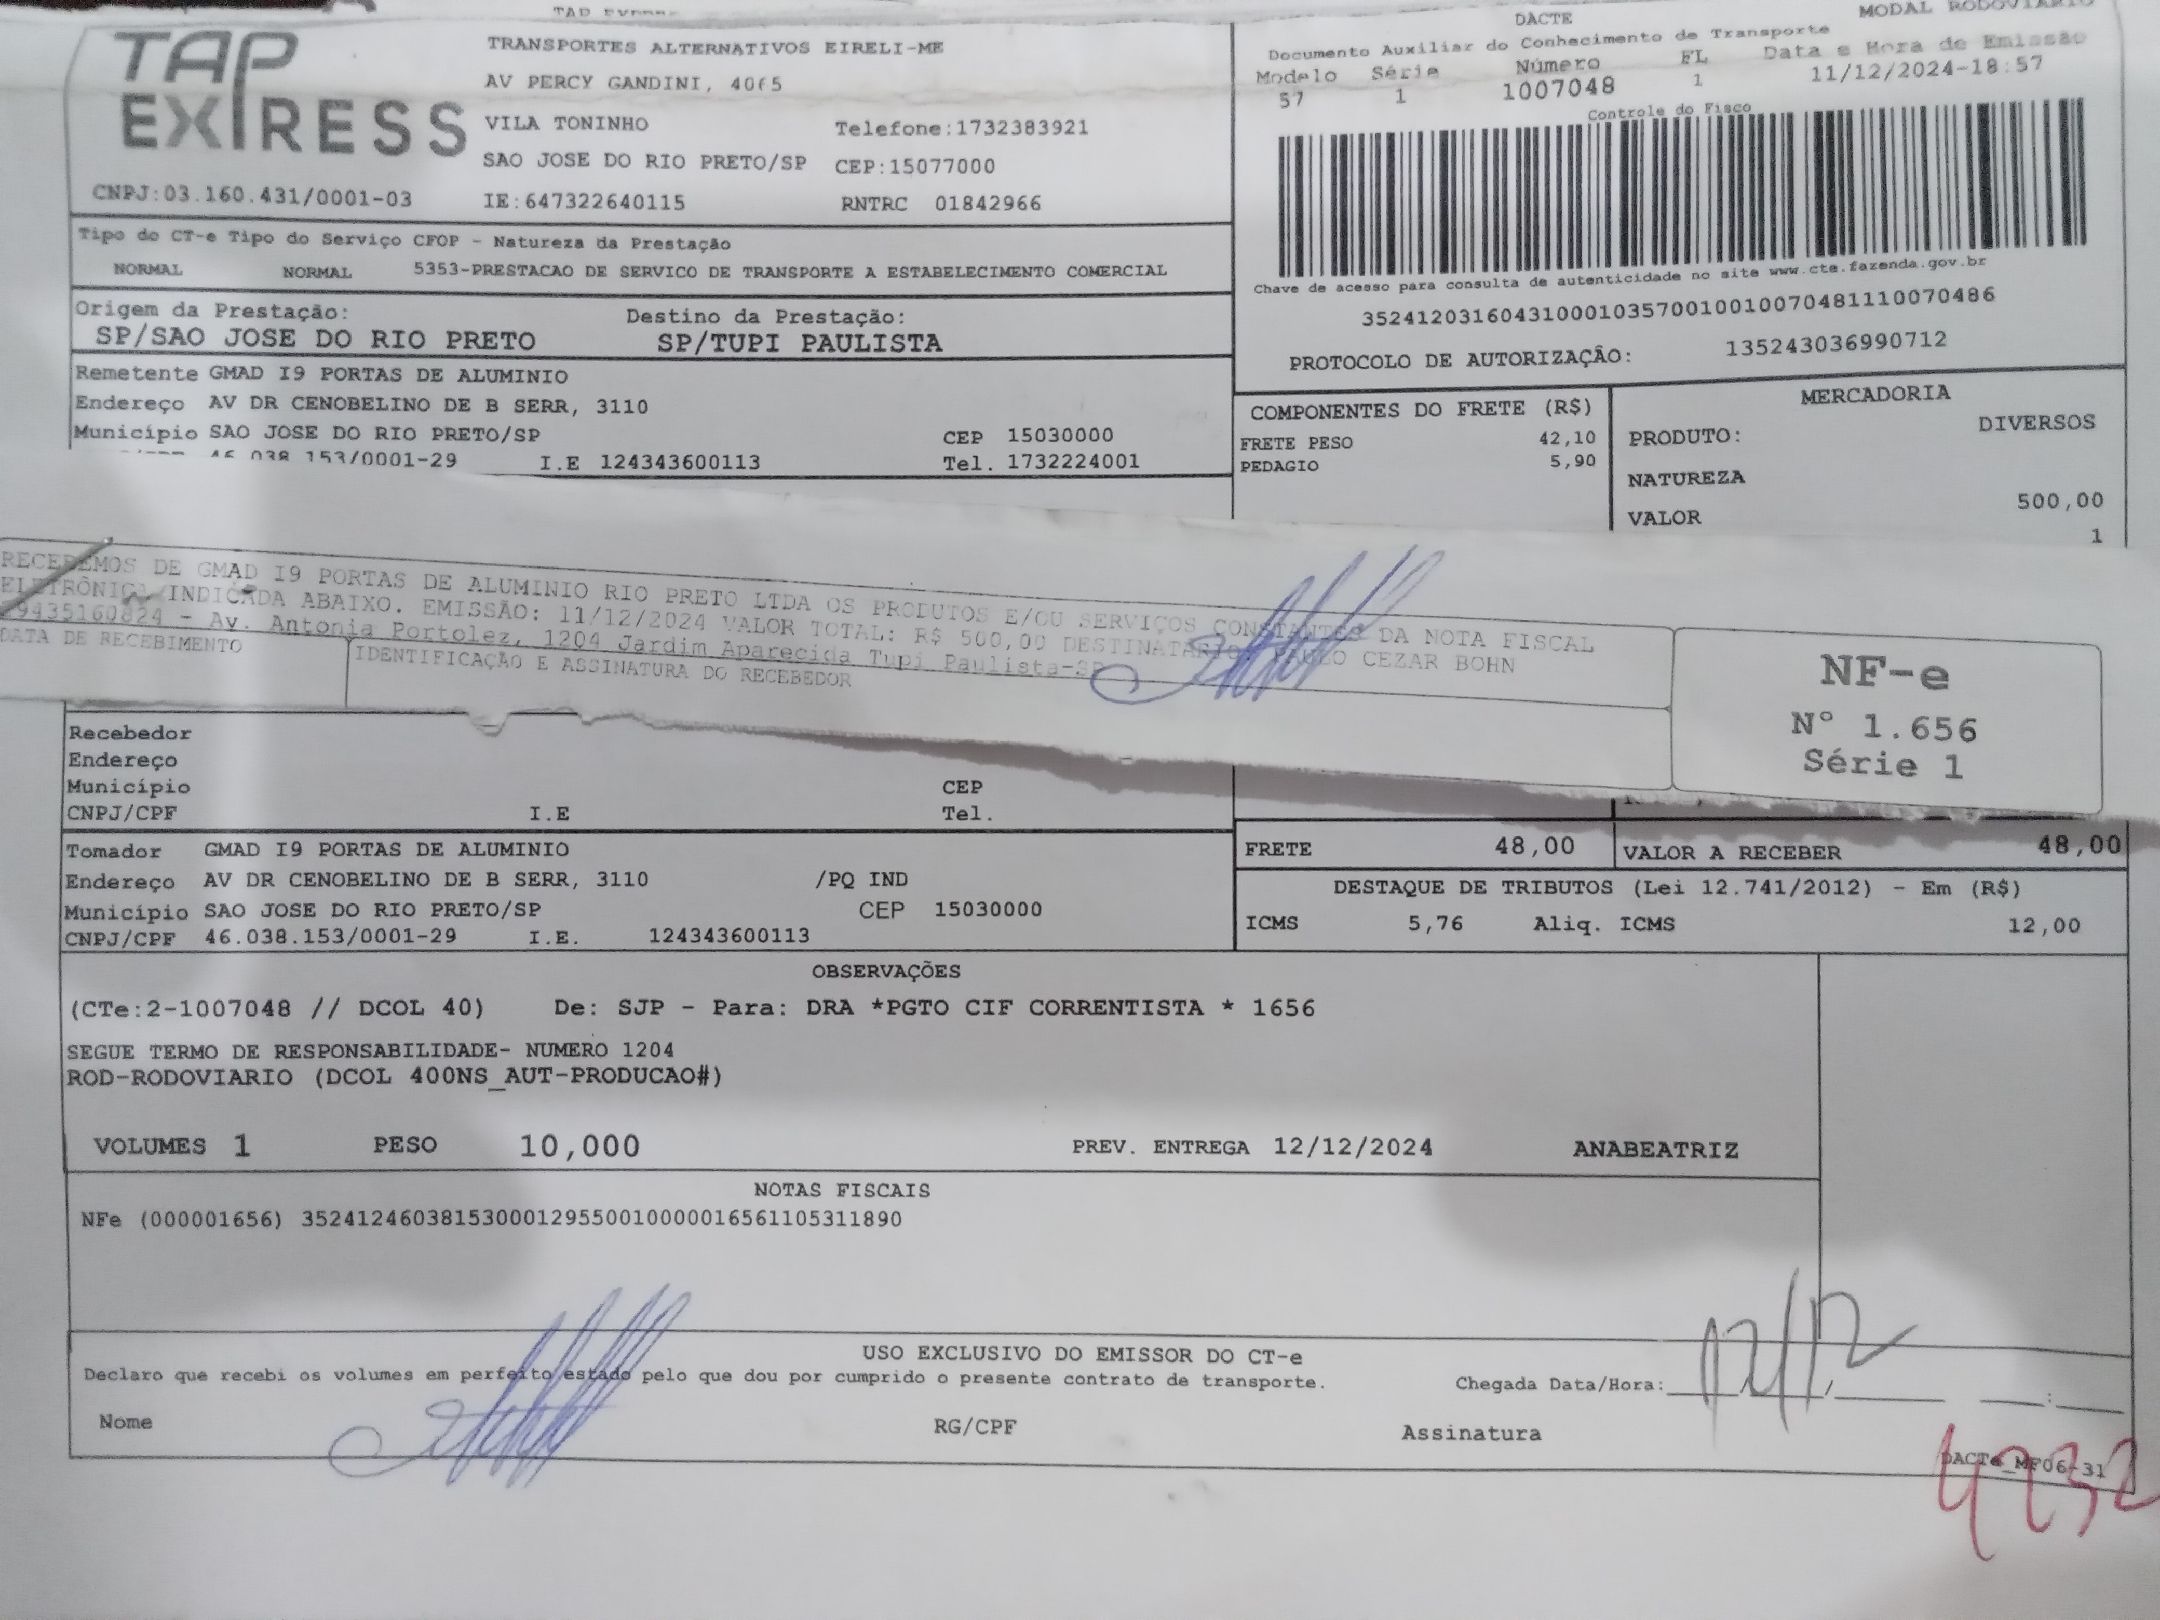 TAP EXPRESS
TRANSPORTES ALTERNATIVOS EIRELI-ME
AV PERCY GANDINI, 4065
VILA TONINHO
Telefone:1732383921
SAO JOSE DO RIO PRETO/SP CEP:15077000
CNPJ:03.160.431/0001-03 IE:647322640115 RNTRC 01842966
DACTE
MODAL RODOVIARIO
Documento Auxiliar do Conhecimento de Transporte
Modelo Série Número FL Data e Hora de Emissão
57 1 1007048 1 11/12/2024-18:57
Controle do Fisco
Chave de acesso para consulta de autenticidade no site www.cte.fazenda.gov.br
35241203160431000103570010010070481110070486
PROTOCOLO DE AUTORIZAÇÃO: 135243036990712
Tipo do CT-e Tipo do Serviço CFOP - Natureza da Prestação
NORMAL NORMAL 5353-PRESTACAO DE SERVICO DE TRANSPORTE A ESTABELECIMENTO COMERCIAL
Origem da Prestação: Destino da Prestação:
SP/SAO JOSE DO RIO PRETO SP/TUPI PAULISTA
Remetente GMAD I9 PORTAS DE ALUMINIO
Endereço AV DR CENOBELINO DE B SERR, 3110
Município SAO JOSE DO RIO PRETO/SP CEP 15030000
46.038.153/0001-29 I.E 124343600113 Tel. 1732224001
COMPONENTES DO FRETE (R$)
FRETE PESO 42,10
PEDAGIO 5,90
MERCADORIA
PRODUTO: DIVERSOS
NATUREZA
VALOR 500,00
1
RECEBEMOS DE GMAD I9 PORTAS DE ALUMINIO RIO PRETO LTDA OS PRODUTOS E/OU SERVIÇOS CONSTANTES DA NOTA FISCAL
ELETRÔNICA INDICADA ABAIXO. EMISSÃO: 11/12/2024 VALOR TOTAL: R$ 500,00 DESTINATÁRIO: PAULO CEZAR BOHN
29435160824 - Av. Antonia Portolez, 1204 Jardim Aparecida Tupi Paulista-SP
DATA DE RECEBIMENTO
IDENTIFICAÇÃO E ASSINATURA DO RECEBEDOR
NF-e
Nº 1.656
Série 1
Recebedor
Endereço
Município CEP
CNPJ/CPF I.E Tel.
Tomador GMAD I9 PORTAS DE ALUMINIO
Endereço AV DR CENOBELINO DE B SERR, 3110 /PQ IND
Município SAO JOSE DO RIO PRETO/SP CEP 15030000
CNPJ/CPF 46.038.153/0001-29 I.E. 124343600113
FRETE 48,00 VALOR A RECEBER 48,00
DESTAQUE DE TRIBUTOS (Lei 12.741/2012) - Em (R$)
ICMS 5,76 Aliq. ICMS 12,00
OBSERVAÇÕES
(CTe:2-1007048 // DCOL 40) De: SJP - Para: DRA *PGTO CIF CORRENTISTA * 1656
SEGUE TERMO DE RESPONSABILIDADE- NUMERO 1204
ROD-RODOVIARIO (DCOL 400NS_AUT-PRODUCAO#)
VOLUMES 1 PESO 10,000 PREV. ENTREGA 12/12/2024 ANABEATRIZ
NOTAS FISCAIS
NFe (000001656) 35241246038153000129550010000016561105311890
USO EXCLUSIVO DO EMISSOR DO CT-e
Declaro que recebi os volumes em perfeito estado pelo que dou por cumprido o presente contrato de transporte.
Chegada Data/Hora: 12/12
Nome RG/CPF Assinatura
DACTe_MF06-31
4232